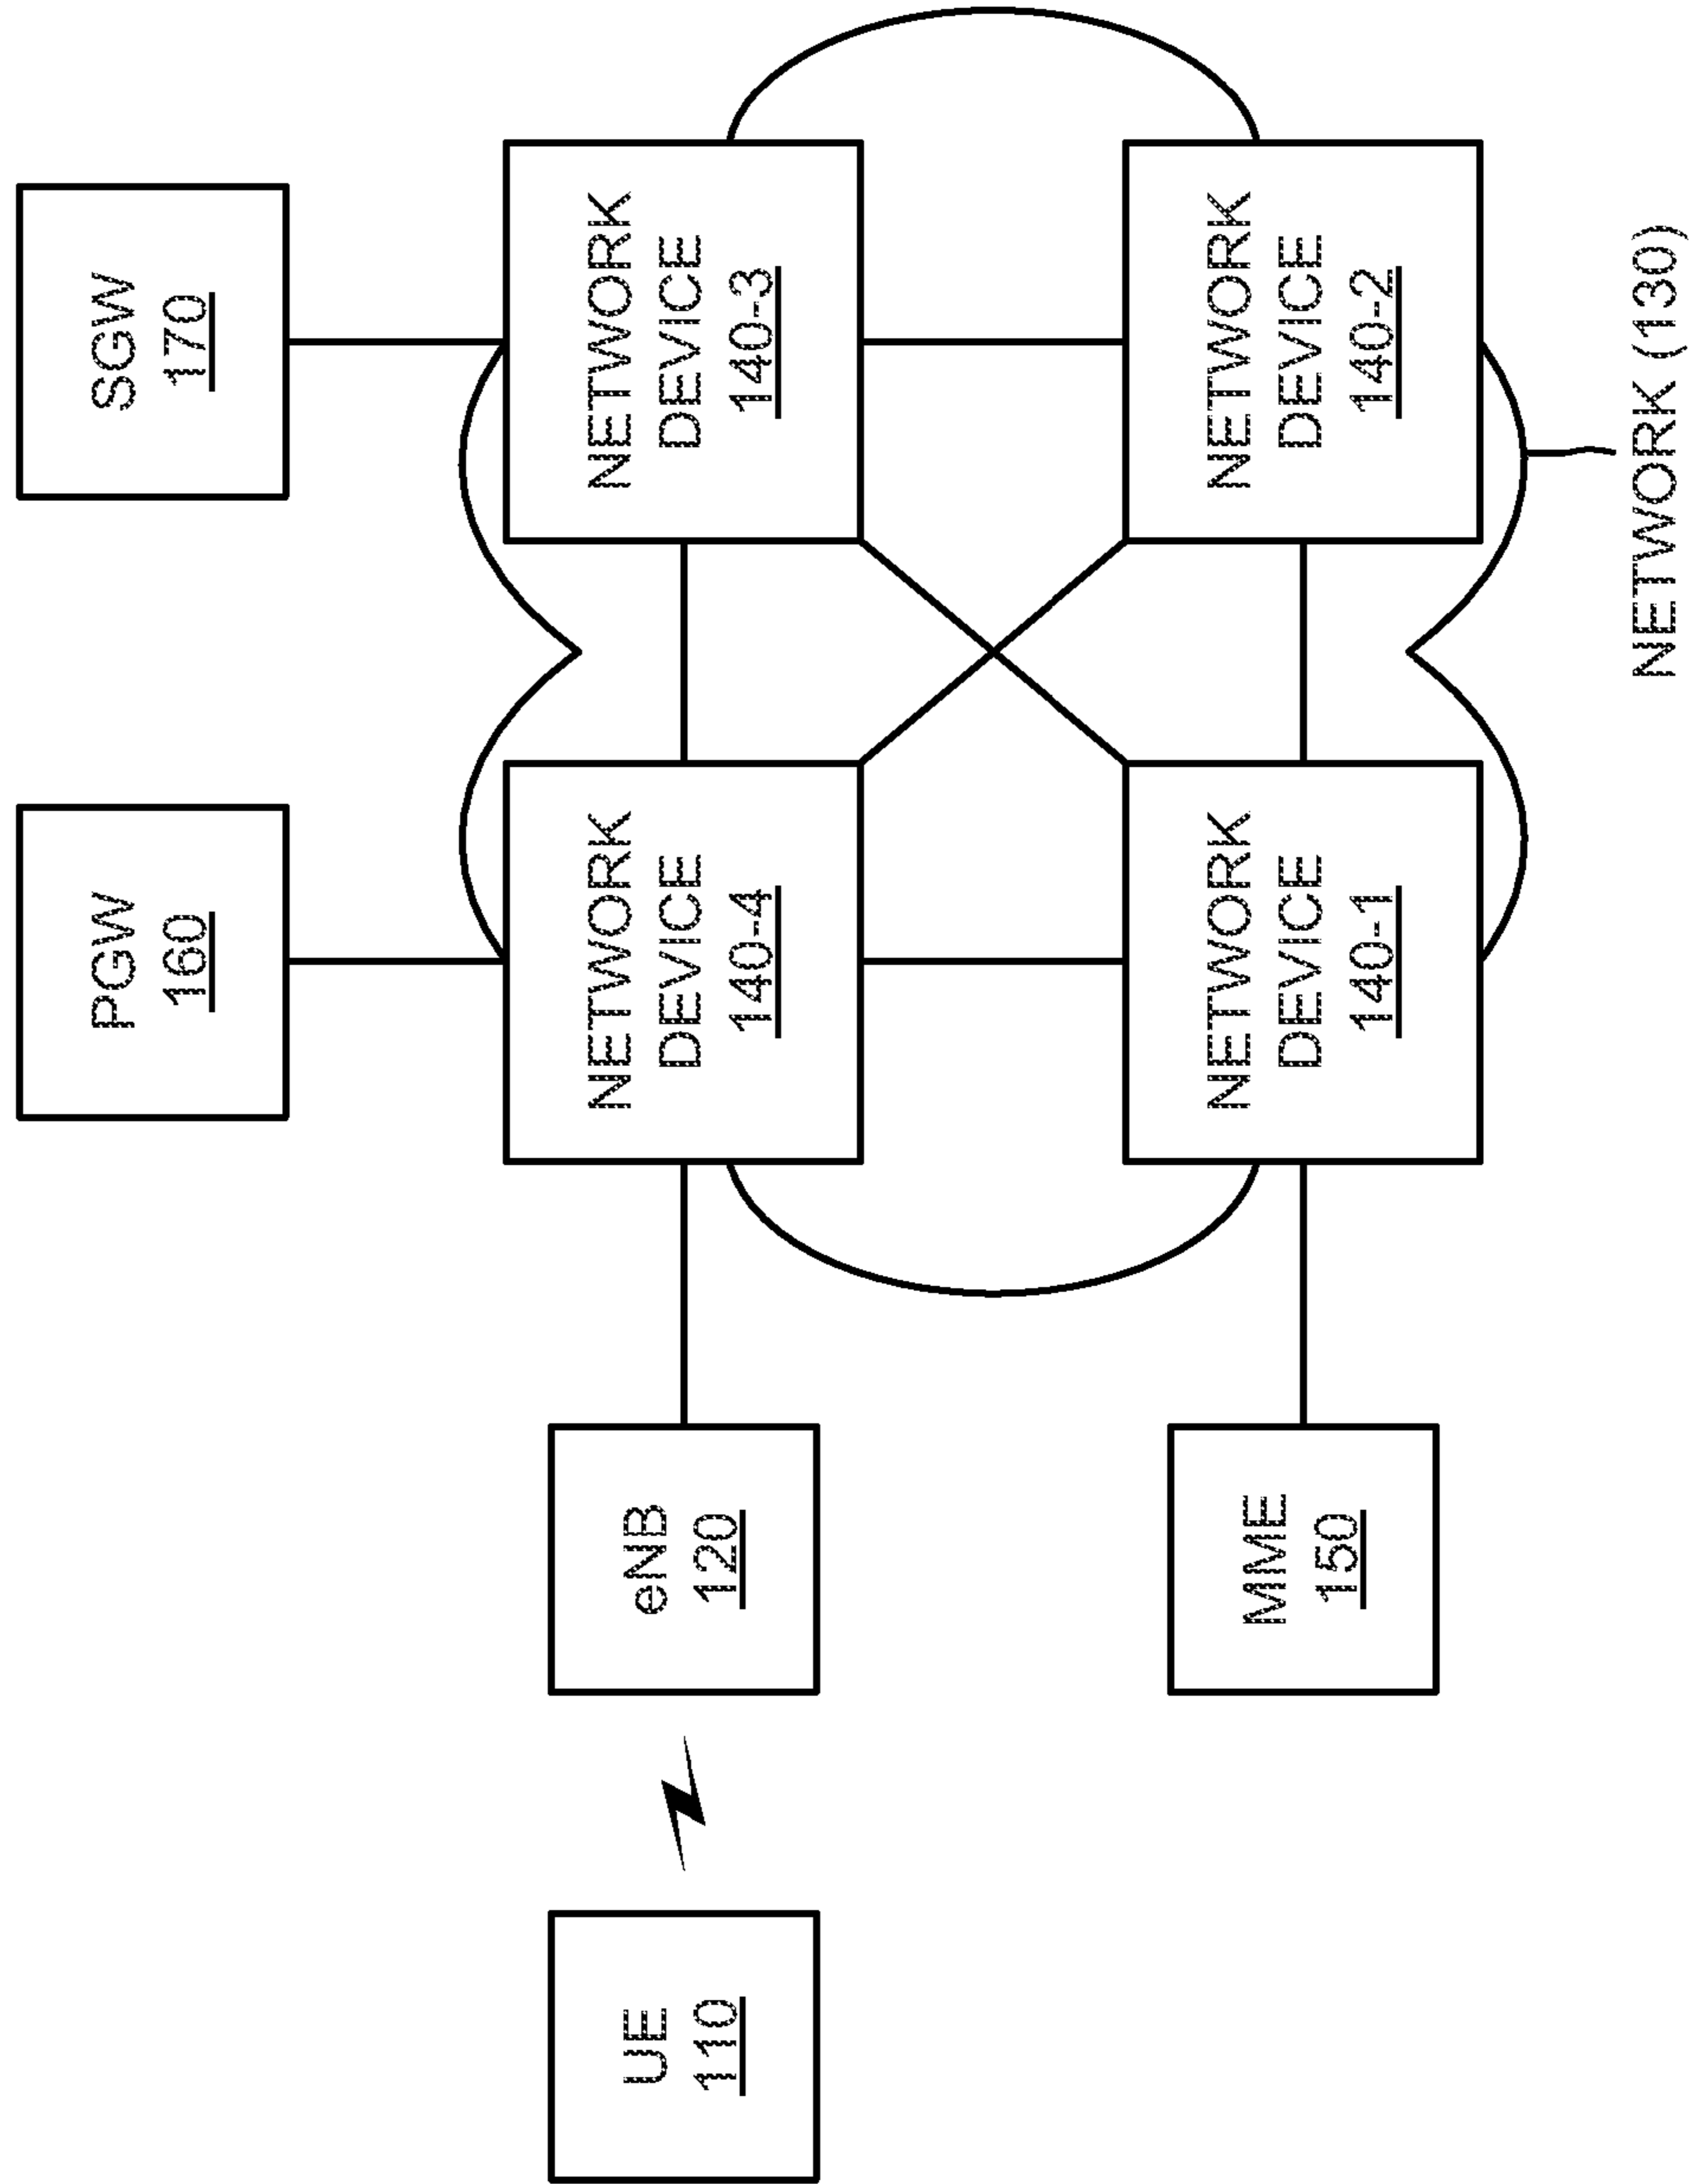 UE
110
eNB
120
MME
150
PGW
160
SGW
170
NETWORK
DEVICE
140-4
NETWORK
DEVICE
140-3
NETWORK
DEVICE
140-1
NETWORK
DEVICE
140-2
NETWORK (130)